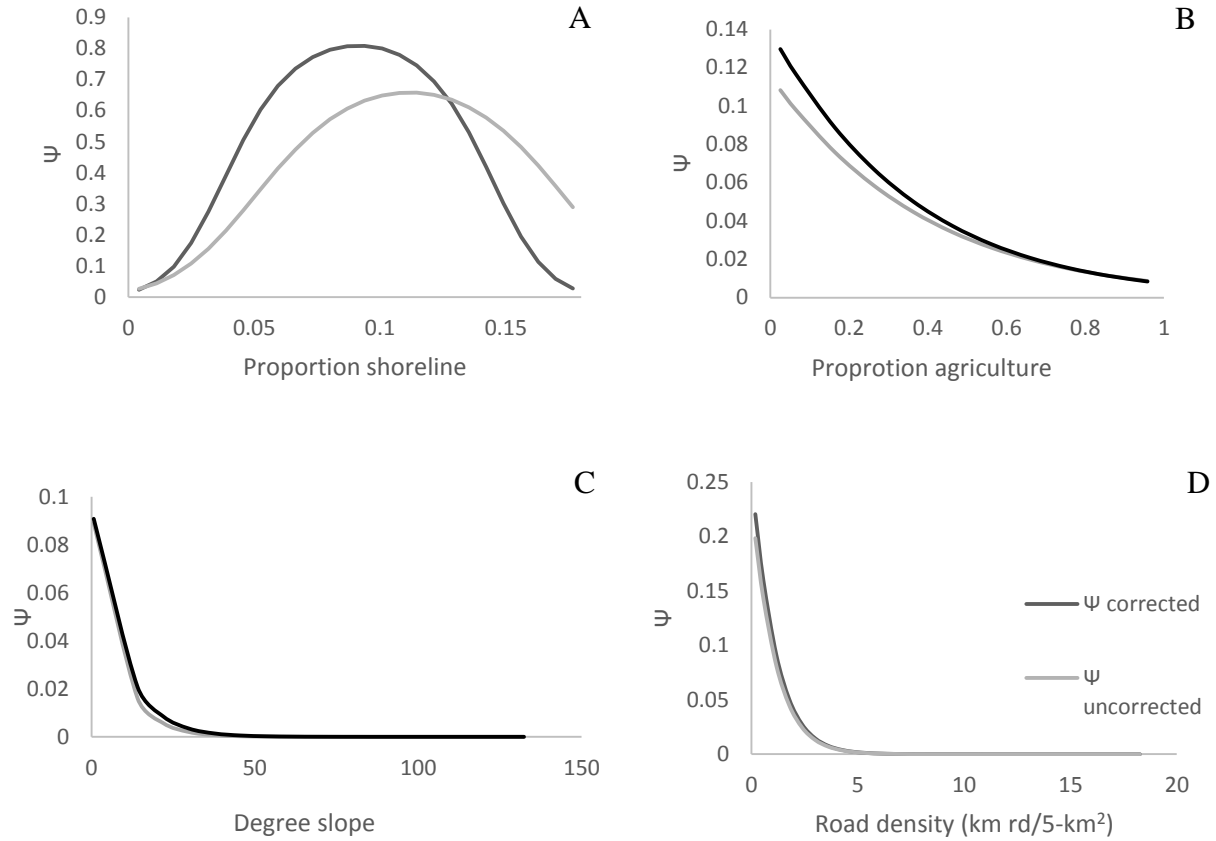 A
0.9
0.8
0.7
0.6
0.5
0.4
0.3
0.2
0.1
0
Ψ
0 0.05 0.1 0.15
Proportion shoreline
B
0.14
0.12
0.1
0.08
0.06
0.04
0.02
0
Ψ
0 0.2 0.4 0.6 0.8 1
Proprotion agriculture
C
0.1
0.08
0.06
0.04
0.02
0
Ψ
0 50 100 150
Degree slope
D
0.25
0.2
0.15
0.1
0.05
0
Ψ
0 5 10 15 20
Road density (km rd/5-km²)
Ψ corrected
Ψ
uncorrected